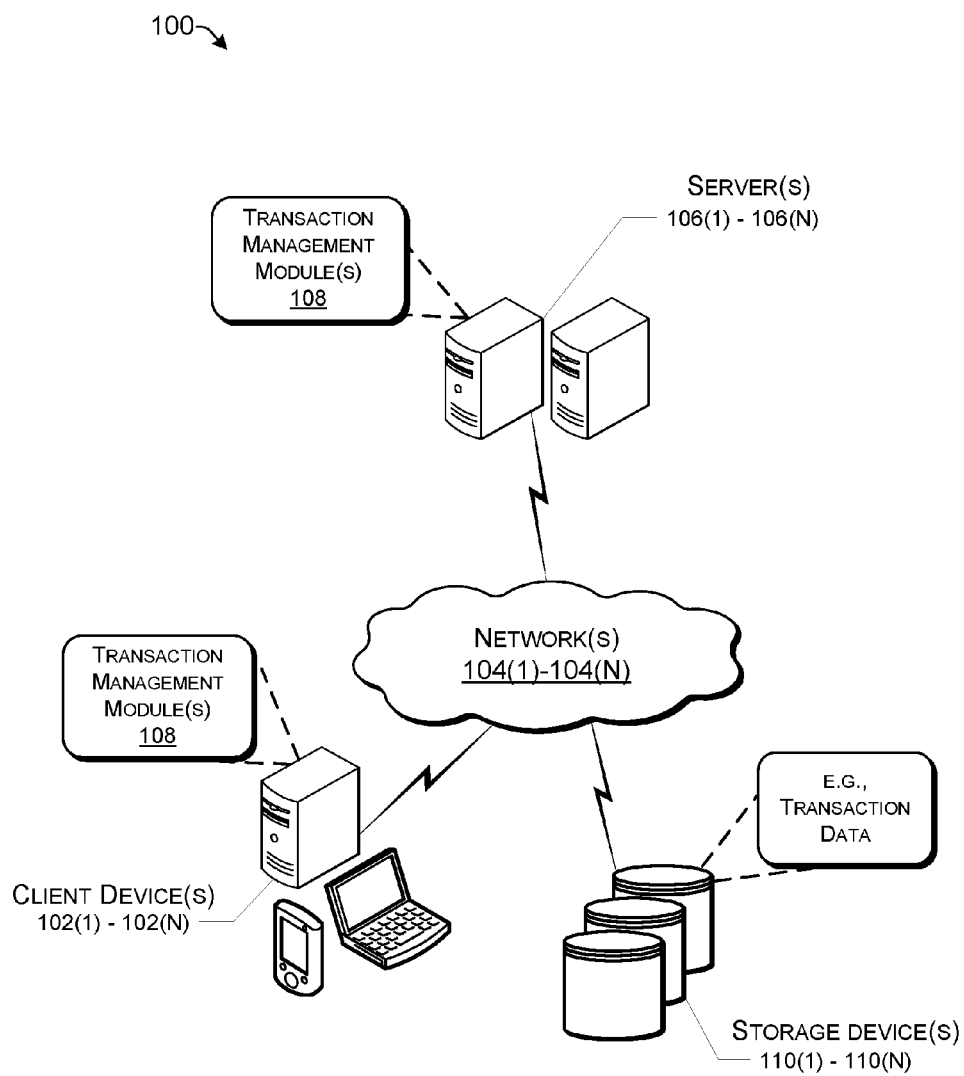 100
SERVER(S)
106(1) - 106(N)
TRANSACTION
MANAGEMENT
MODULE(S)
108
NETWORK(S)
104(1)-104(N)
TRANSACTION
MANAGEMENT
MODULE(S)
108
E.G.,
TRANSACTION
DATA
CLIENT DEVICE(S)
102(1) - 102(N)
STORAGE DEVICE(S)
110(1) - 110(N)